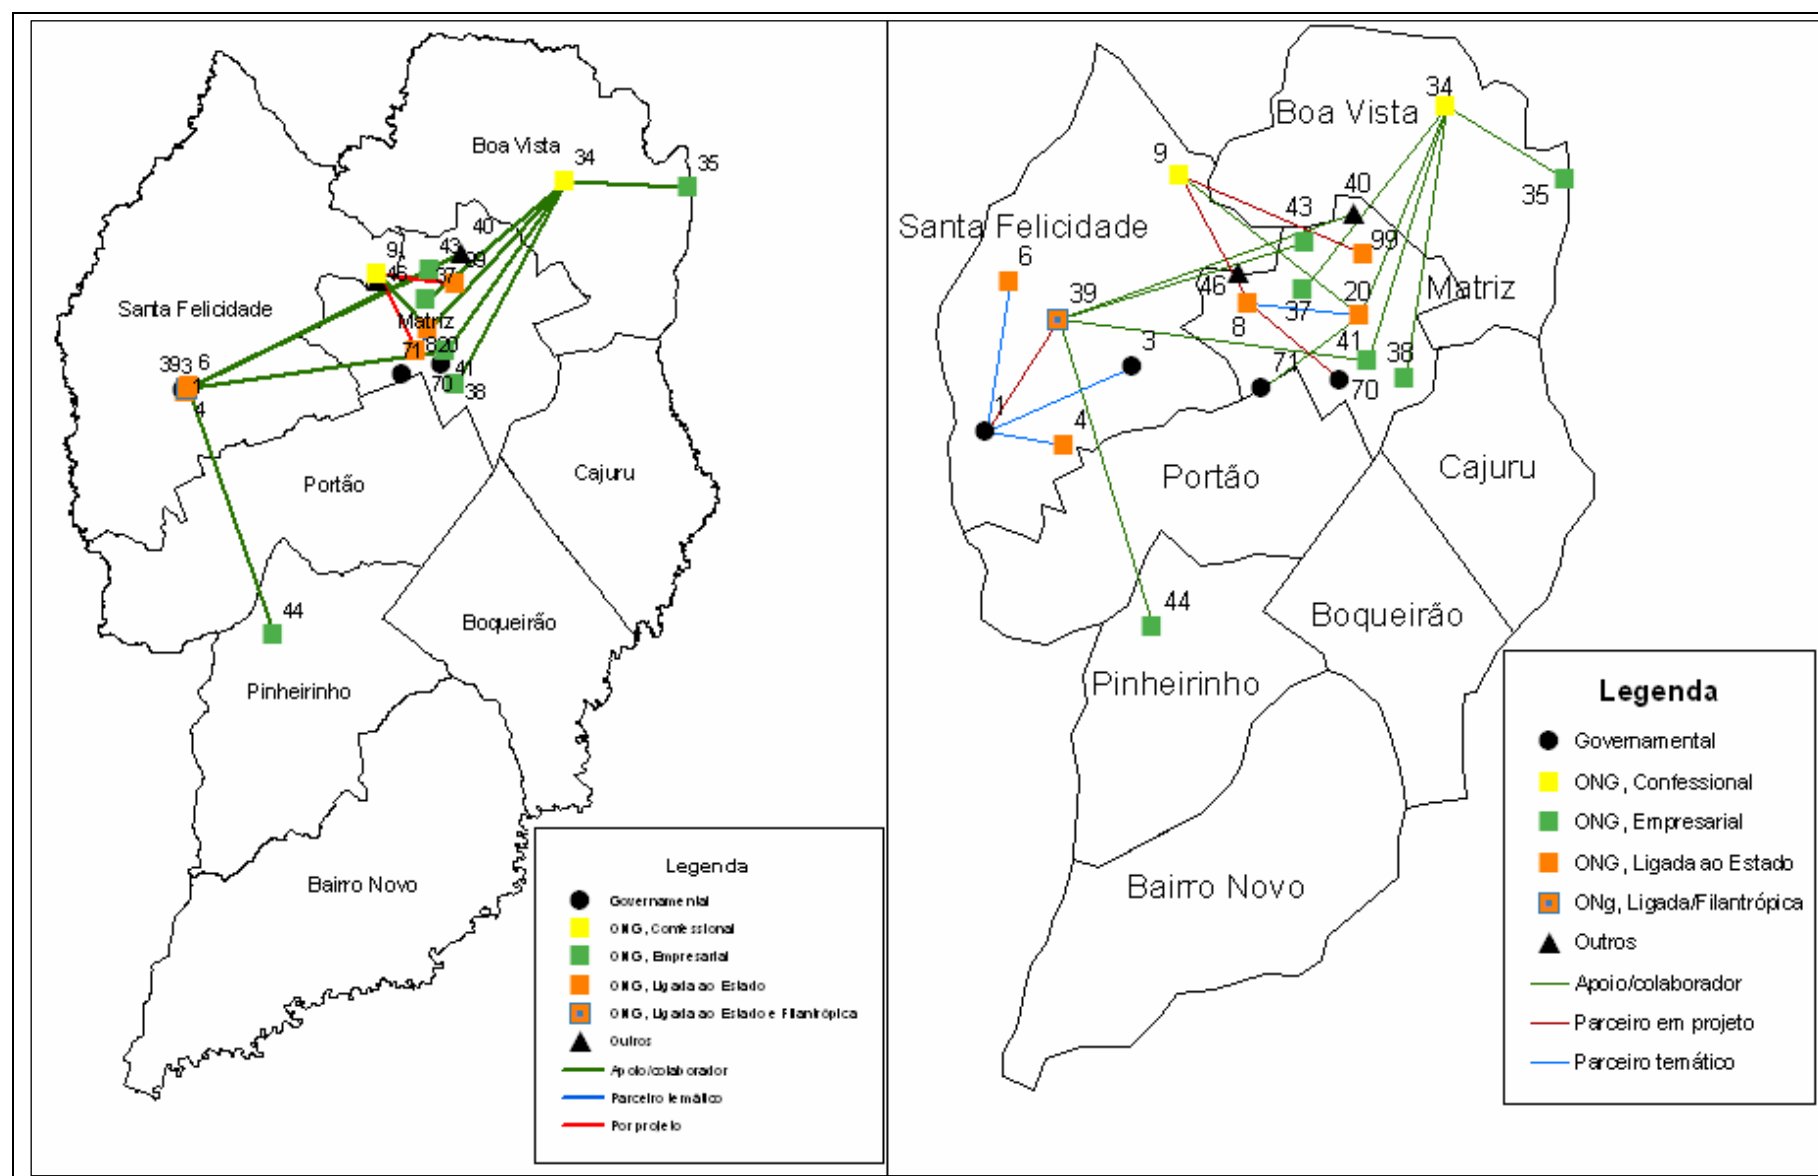 Boa Vista
34
35
40
9
43
99
46
37
Santa Felicidade
Matriz
71
8
20
39
3
6
1
4
70
41
38
Portão
Cajuru
44
Boqueirão
Pinheirinho
Bairro Novo
Legenda
Governamental
ONG, Confessional
ONG, Empresarial
ONG, Ligada ao Estado
ONG, Ligada ao Estado e Filantrópica
Outros
Apoio/colaborador
Parceiro temático
Por projeto
34
Boa Vista
9
40
35
43
Santa Felicidade
99
6
46
20
Matriz
39
37
8
3
41
38
71
70
1
4
Portão
Cajuru
44
Boqueirão
Pinheirinho
Bairro Novo
Legenda
Governamental
ONG, Confessional
ONG, Empresarial
ONG, Ligada ao Estado
ONg, Ligada/Filantrópica
Outros
Apoio/colaborador
Parceiro em projeto
Parceiro temático